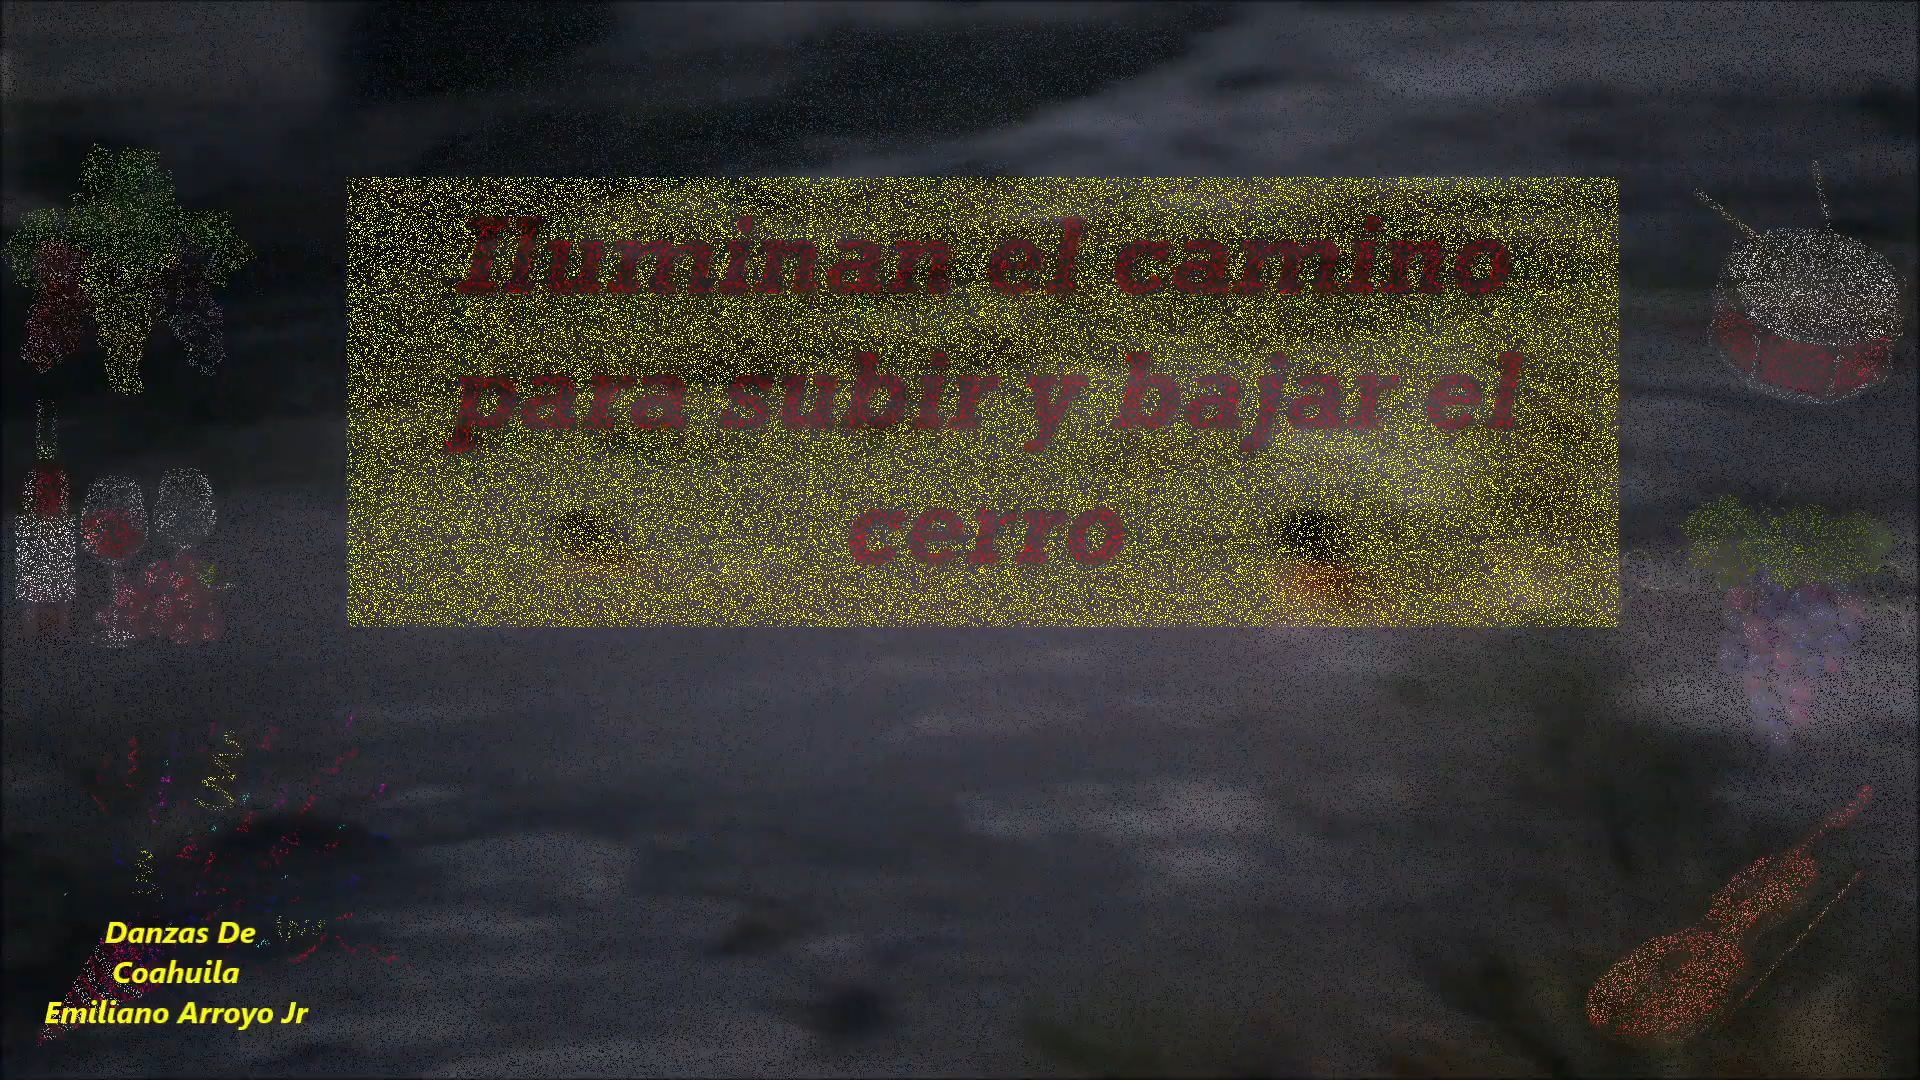 Iluminan el camino
para subir y bajar el
cerro
Danzas De
Coahuila
Emiliano Arroyo Jr